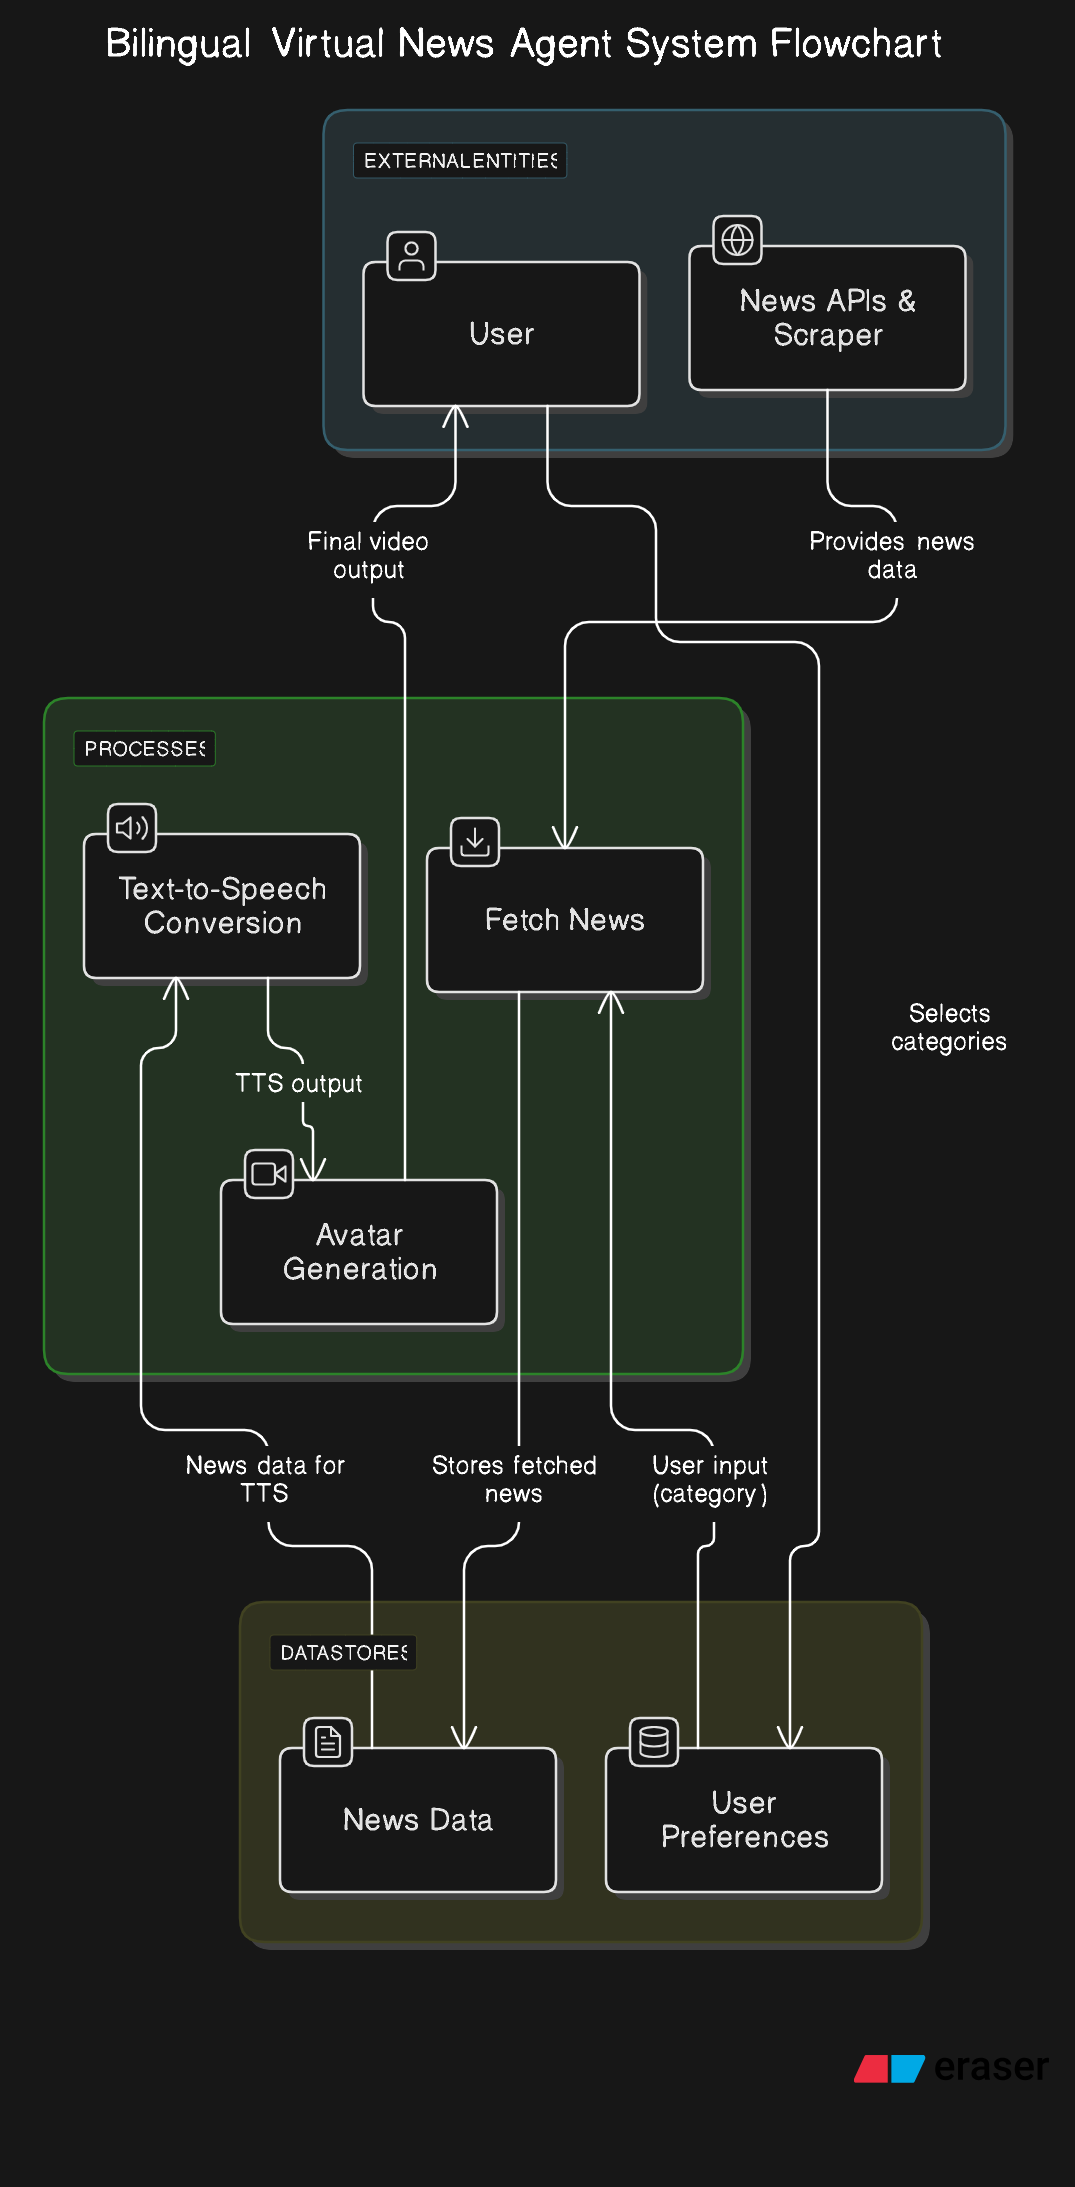 Bilingual Virtual News Agent System Flowchart
EXTERNALENTITIES
User
News APIs &
Scraper
Final video
output
Provides news
data
PROCESSES
Text-to-Speech
Conversion
Fetch News
Selects
categories
TTS output
Avatar
Generation
News data for
TTS
Stores fetched
news
User input
(category)
DATASTORES
News Data
User
Preferences
eraser